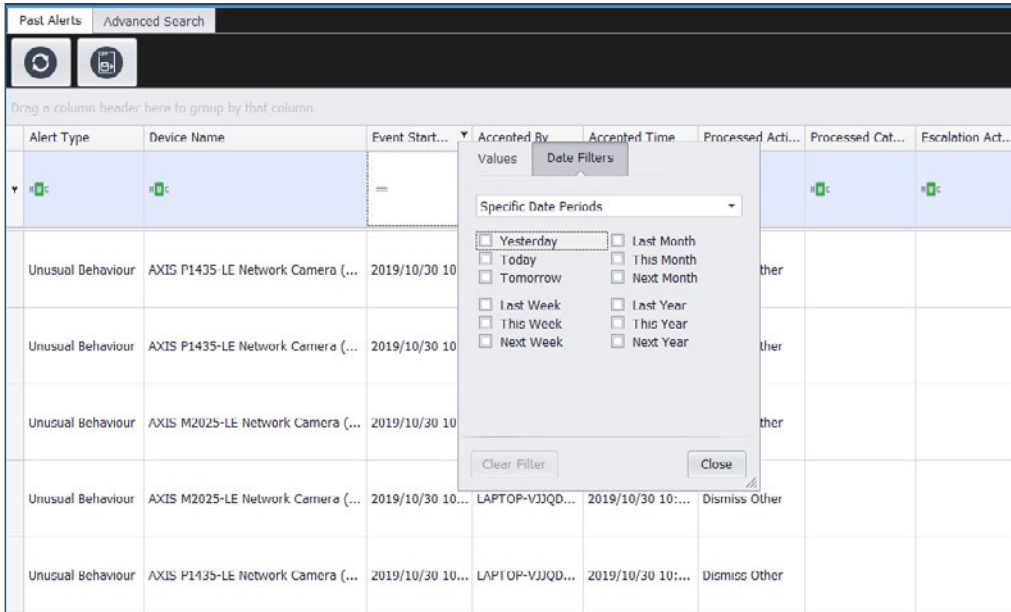 Past Alerts Advanced Search
Drag a column header here to group by that column
Alert Type Device Name Event Start... Accepted By Accepted Time Processed Acti... Processed Cat... Escalation Act...
Values Date Filters
=
Specific Date Periods
Yesterday Last Month
Today This Month
Tomorrow Next Month
Last Week Last Year
This Week This Year
Next Week Next Year
Clear Filter Close
Unusual Behaviour AXIS P1435-LE Network Camera (... 2019/10/30 10 ther
Unusual Behaviour AXIS P1435-LE Network Camera (... 2019/10/30 10 ther
Unusual Behaviour AXIS M2025-LE Network Camera (... 2019/10/30 10 ther
Unusual Behaviour AXIS M2025-LE Network Camera (... 2019/10/30 10... LAPTOP-VJJQD... 2019/10/30 10:... Dismiss Other
Unusual Behaviour AXIS P1435-LE Network Camera (... 2019/10/30 10... LAPTOP-VJJQD... 2019/10/30 10:... Dismiss Other